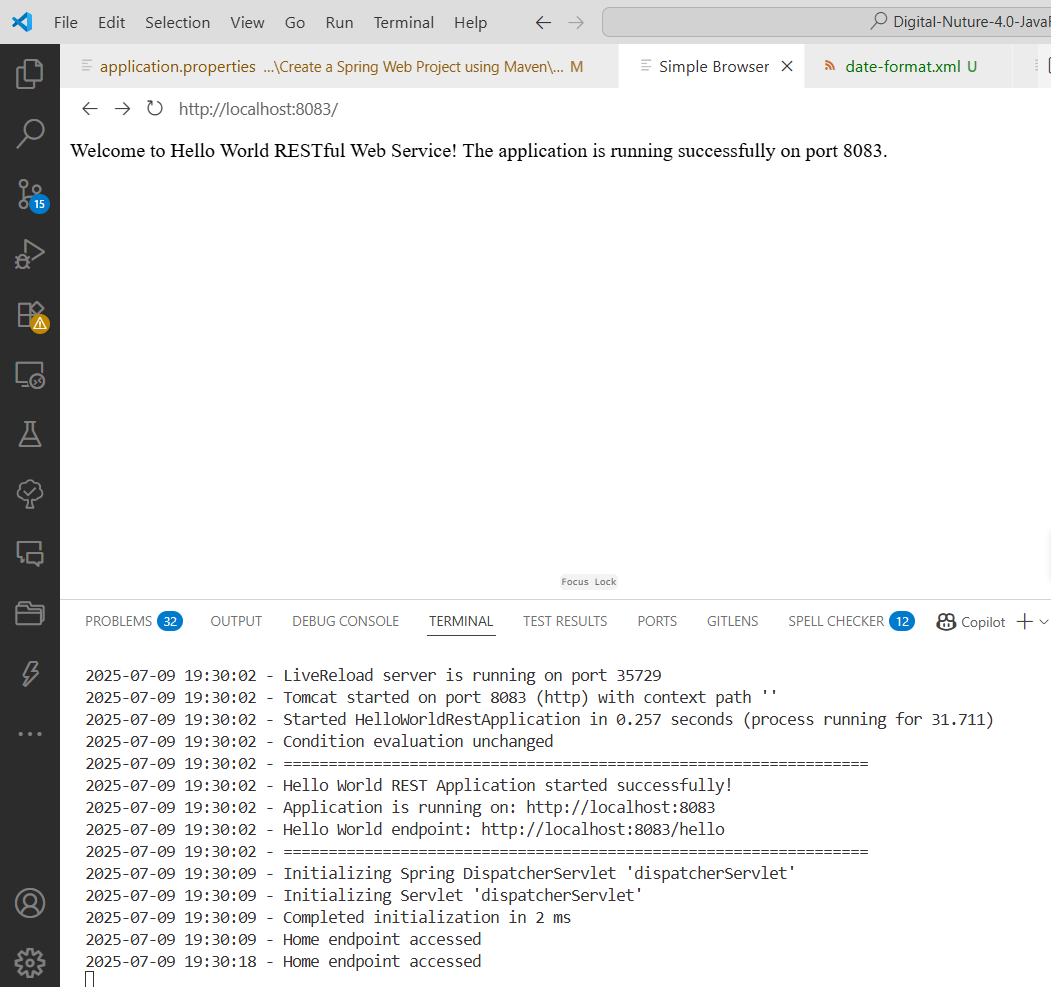 File Edit Selection View Go Run Terminal Help Digital-Nuture-4.0-Java
application.properties ...\Create a Spring Web Project using Maven\... M Simple Browser date-format.xml U
http://localhost:8083/
Welcome to Hello World RESTful Web Service! The application is running successfully on port 8083.
15
Focus Lock
PROBLEMS 32 OUTPUT DEBUG CONSOLE TERMINAL TEST RESULTS PORTS GITLENS SPELL CHECKER 12 Copilot
2025-07-09 19:30:02 - LiveReload server is running on port 35729
2025-07-09 19:30:02 - Tomcat started on port 8083 (http) with context path ''
2025-07-09 19:30:02 - Started HelloWorldRestApplication in 0.257 seconds (process running for 31.711)
2025-07-09 19:30:02 - Condition evaluation unchanged
2025-07-09 19:30:02 - =================================================================
2025-07-09 19:30:02 - Hello World REST Application started successfully!
2025-07-09 19:30:02 - Application is running on: http://localhost:8083
2025-07-09 19:30:02 - Hello World endpoint: http://localhost:8083/hello
2025-07-09 19:30:02 - =================================================================
2025-07-09 19:30:09 - Initializing Spring DispatcherServlet 'dispatcherServlet'
2025-07-09 19:30:09 - Initializing Servlet 'dispatcherServlet'
2025-07-09 19:30:09 - Completed initialization in 2 ms
2025-07-09 19:30:09 - Home endpoint accessed
2025-07-09 19:30:18 - Home endpoint accessed